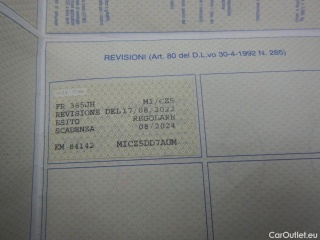 REVISIONI (Art. 80 del D.L.vo 30-4-1992 N. 285)
FR 365JH MI/CZ5
REVISIONE DEL 17/08/2022
ESITO REGOLARE
SCADENZA 08/2024
KM 84142 MICZ5DD7AUM
CarOutlet.eu